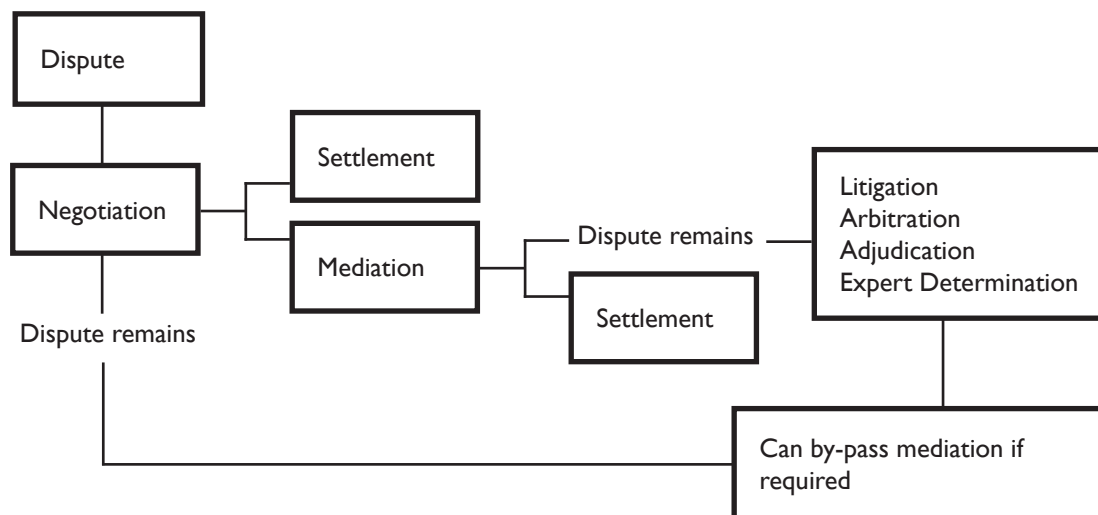 Dispute
Settlement
Negotiation
Mediation
Dispute remains
Settlement
Litigation
Arbitration
Adjudication
Expert Determination
Dispute remains
Can by-pass mediation if
required